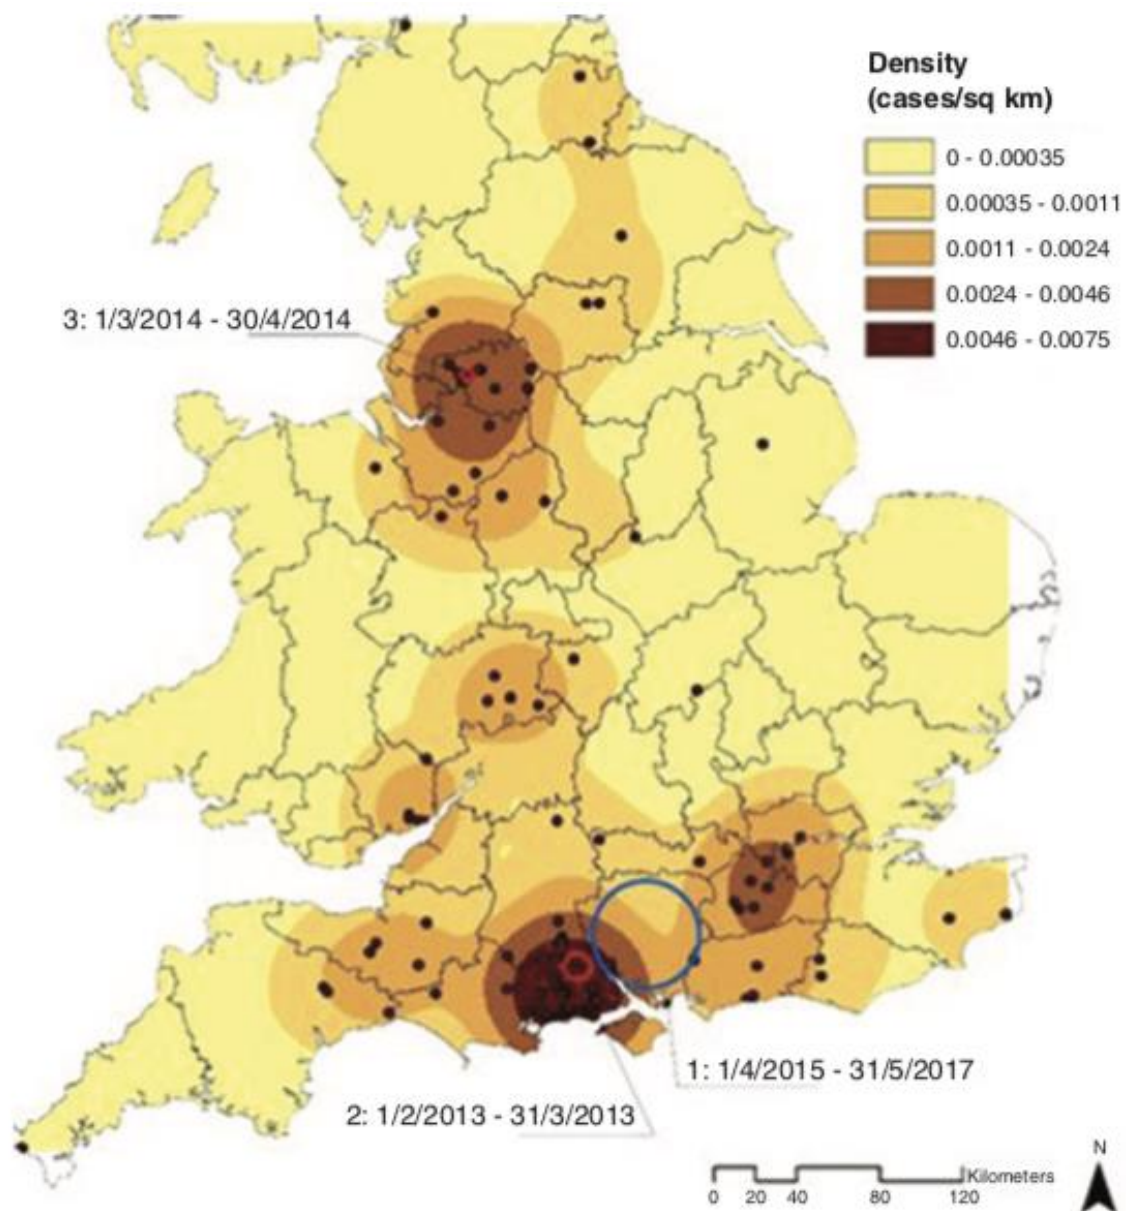 Density
(cases/sq km)
0 - 0.00035
0.00035 - 0.0011
0.0011 - 0.0024
0.0024 - 0.0046
0.0046 - 0.0075
3: 1/3/2014 - 30/4/2014
1: 1/4/2015 - 31/5/2017
2: 1/2/2013 - 31/3/2013
N
Kilometers
0 20 40 80 120